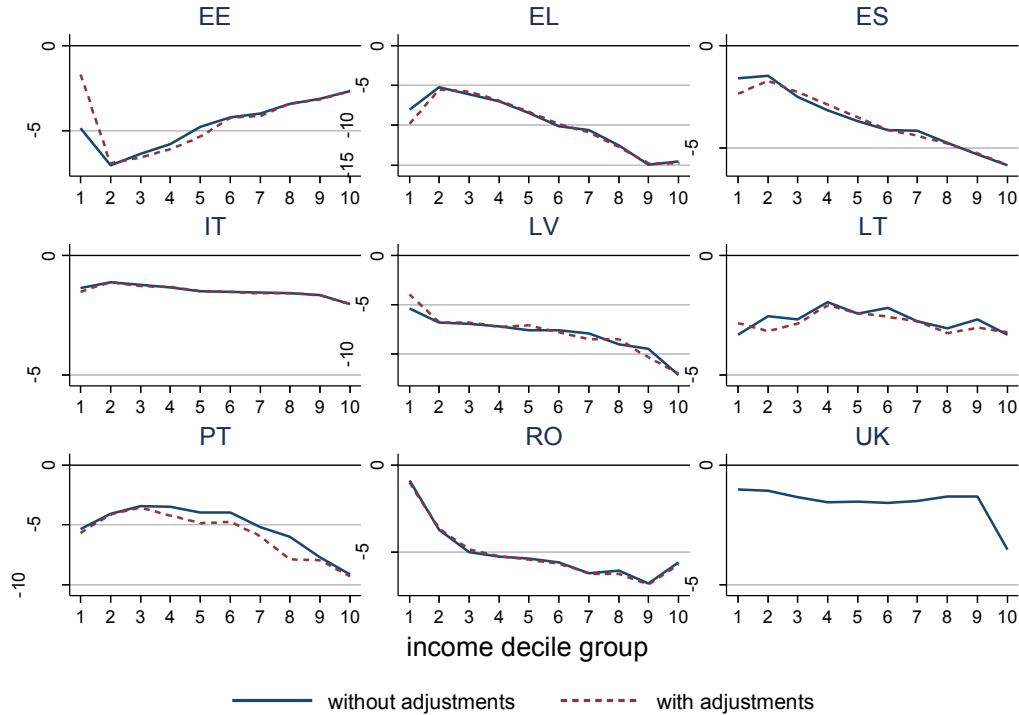 EE EL ES
0 -5
-5 -10 -15
0 -5
1 2 3 4 5 6 7 8 9 10
1 2 3 4 5 6 7 8 9 10
1 2 3 4 5 6 7 8 9 10
IT LV LT
0 -5
-5 -10
0 -5
1 2 3 4 5 6 7 8 9 10
1 2 3 4 5 6 7 8 9 10
1 2 3 4 5 6 7 8 9 10
PT RO UK
0 -5 -10
0 -5
0 -5
1 2 3 4 5 6 7 8 9 10
1 2 3 4 5 6 7 8 9 10
1 2 3 4 5 6 7 8 9 10
income decile group
without adjustments with adjustments